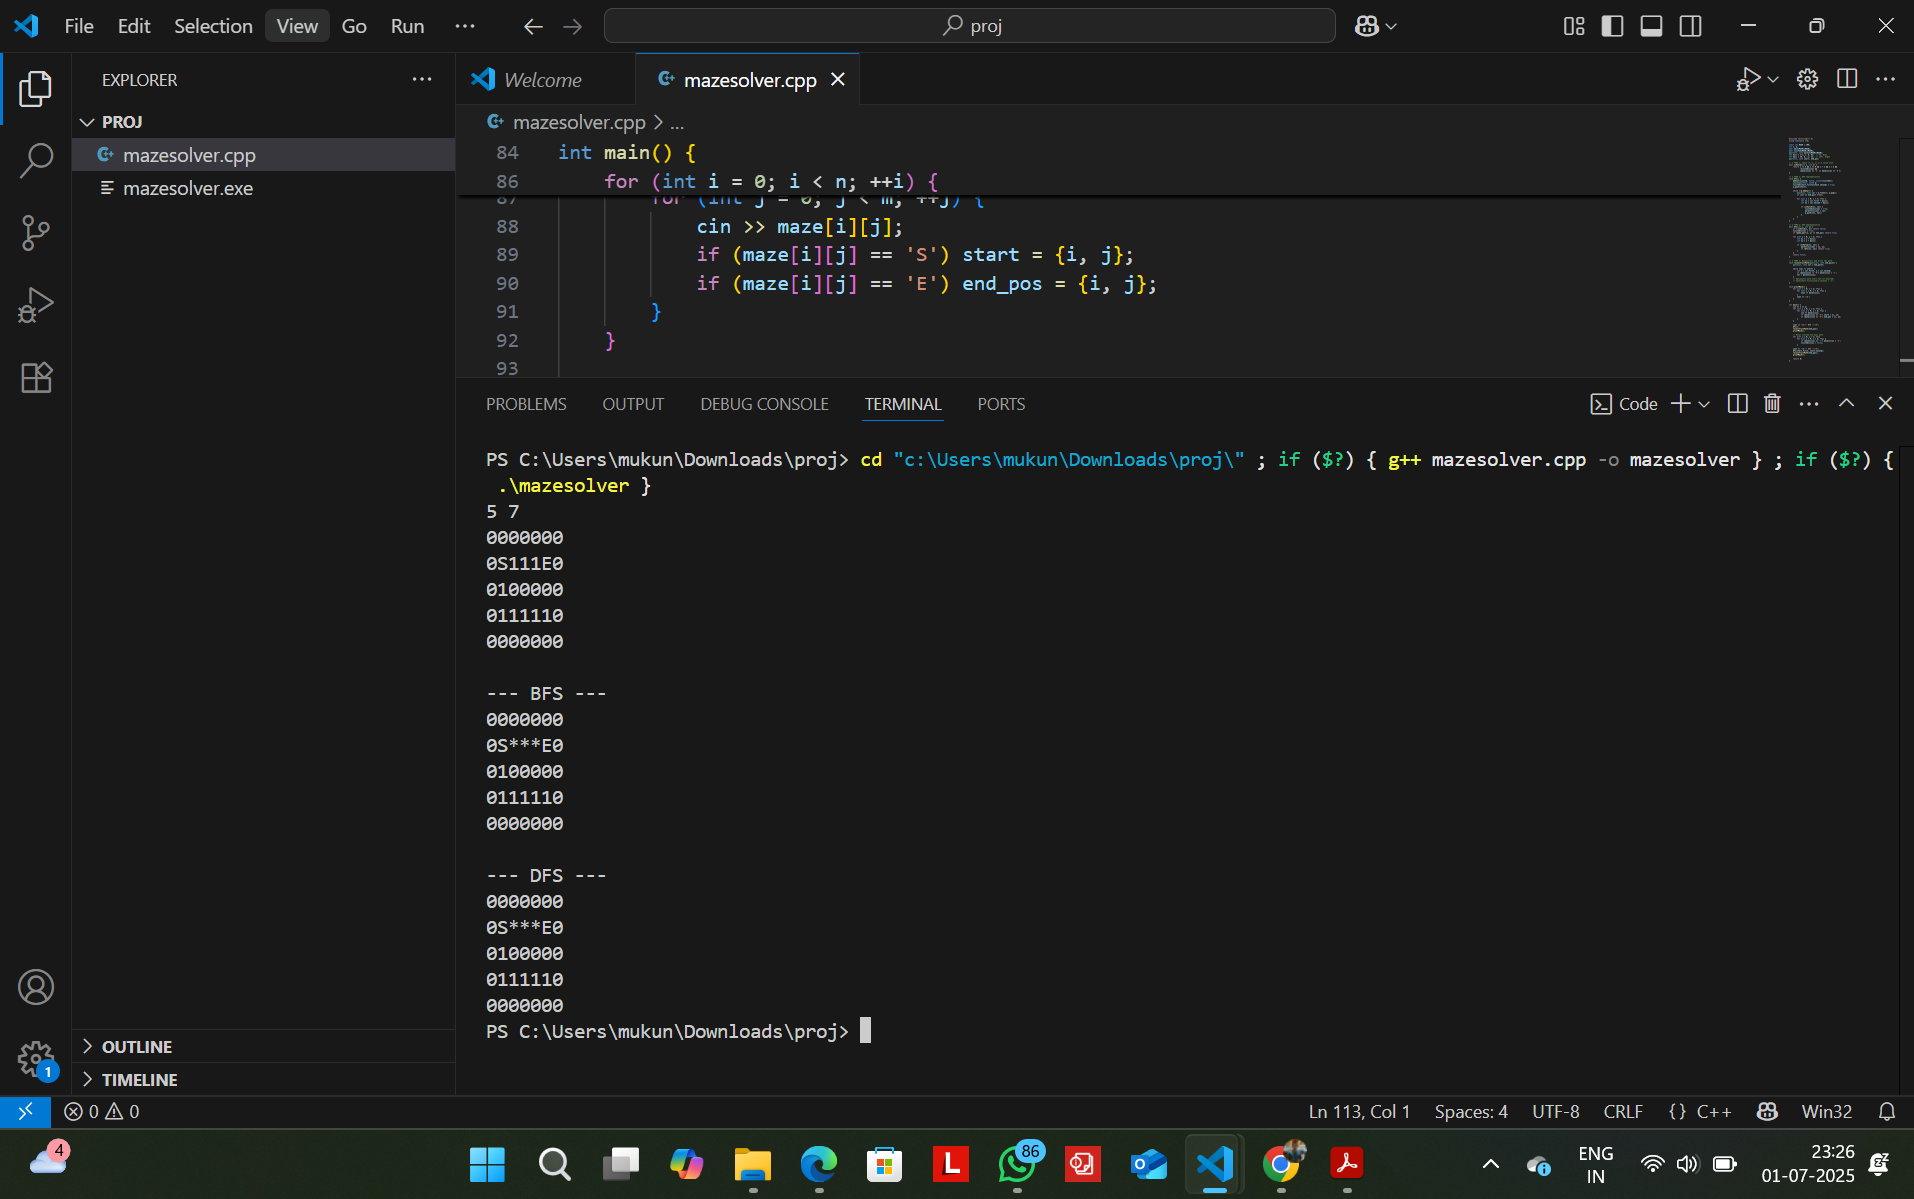 File Edit Selection View Go Run ··· proj
EXPLORER ···
PROJ
mazesolver.cpp
mazesolver.exe
OUTLINE
TIMELINE
Welcome mazesolver.cpp
mazesolver.cpp > ...
84 int main() {
86 for (int i = 0; i < n; ++i) {
87 for (int j = 0; j < m; ++j) {
88 cin >> maze[i][j];
89 if (maze[i][j] == 'S') start = {i, j};
90 if (maze[i][j] == 'E') end_pos = {i, j};
91 }
92 }
93
PROBLEMS OUTPUT DEBUG CONSOLE TERMINAL PORTS Code
PS C:\Users\mukun\Downloads\proj> cd "c:\Users\mukun\Downloads\proj\" ; if ($?) { g++ mazesolver.cpp -o mazesolver } ; if ($?) {
.\mazesolver }
5 7
0000000
0S111E0
0100000
0111110
0000000
--- BFS ---
0000000
0S***E0
0100000
0111110
0000000
--- DFS ---
0000000
0S***E0
0100000
0111110
0000000
PS C:\Users\mukun\Downloads\proj>
1
0 0 Ln 113, Col 1 Spaces: 4 UTF-8 CRLF {} C++ Win32
4 L 86 ENG 23:26
IN 01-07-2025